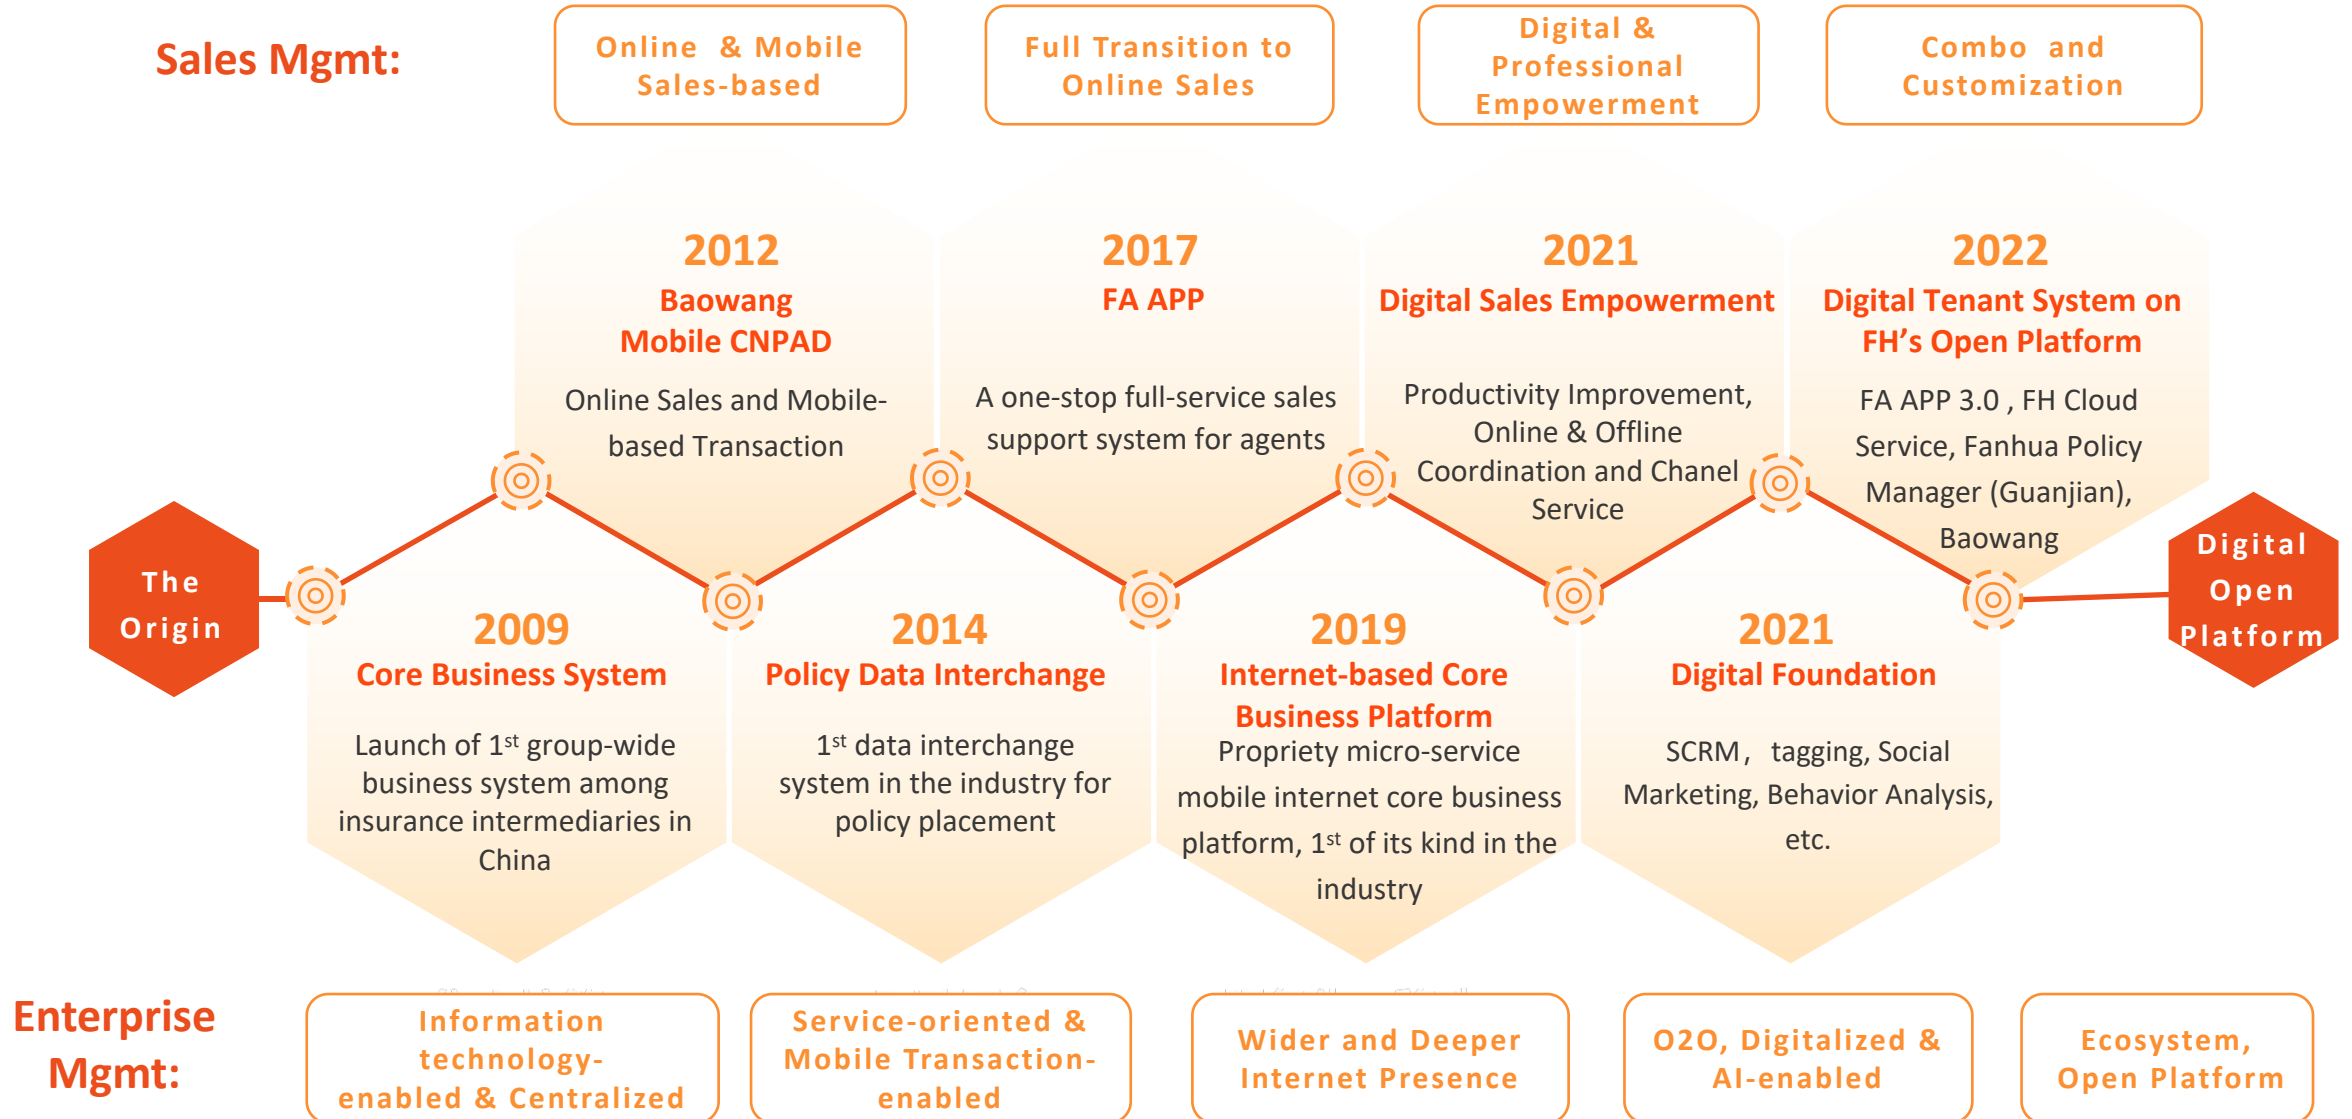 Sales Mgmt:
Online & Mobile
Sales-based
Full Transition to
Online Sales
Digital &
Professional
Empowerment
Combo and
Customization
2012
Baowang
Mobile CNPAD
Online Sales and Mobile-
based Transaction
2017
FA APP
A one-stop full-service sales
support system for agents
2021
Digital Sales Empowerment
Productivity Improvement,
Online & Offline
Coordination and Chanel
Service
2022
Digital Tenant System on
FH’s Open Platform
FA APP 3.0 , FH Cloud
Service, Fanhua Policy
Manager (Guanjian),
Baowang
The
Origin
Digital
Open
Platform
2009
Core Business System
Launch of 1st group-wide
business system among
insurance intermediaries in
China
2014
Policy Data Interchange
1st data interchange
system in the industry for
policy placement
2019
Internet-based Core
Business Platform
Propriety micro-service
mobile internet core business
platform, 1st of its kind in the
industry
2021
Digital Foundation
SCRM， tagging, Social
Marketing, Behavior Analysis,
etc.
Enterprise
Mgmt:
Information
technology-
enabled & Centralized
Service-oriented &
Mobile Transaction-
enabled
Wider and Deeper
Internet Presence
O2O, Digitalized &
AI-enabled
Ecosystem,
Open Platform